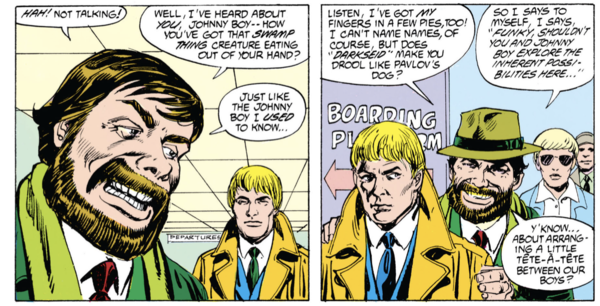 HAH! NOT TALKING!
WELL, I'VE HEARD ABOUT
YOU, JOHNNY BOY-- HOW
YOU'VE GOT THAT SWAMP
THING CREATURE EATING
OUT OF YOUR HAND?
JUST LIKE
THE JOHNNY
BOY I USED
TO KNOW...
DEPARTURE
LISTEN, I'VE GOT MY
FINGERS IN A FEW PIES, TOO!
I CAN'T NAME NAMES, OF
COURSE, BUT DOES
"DARKSEID" MAKE YOU
DROOL LIKE PAVLOV'S
DOG?
SO I SAYS TO
MYSELF, I SAYS,
"FUNKY, SHOULDN'T
YOU AND JOHNNY
BOY EXPLORE THE
INHERENT POSSI-
BILITIES HERE..."
BOARDING
Y'KNOW...
ABOUT ARRANG-
ING A LITTLE
TÊTE-À-TÊTE
BETWEEN OUR
BOYS?